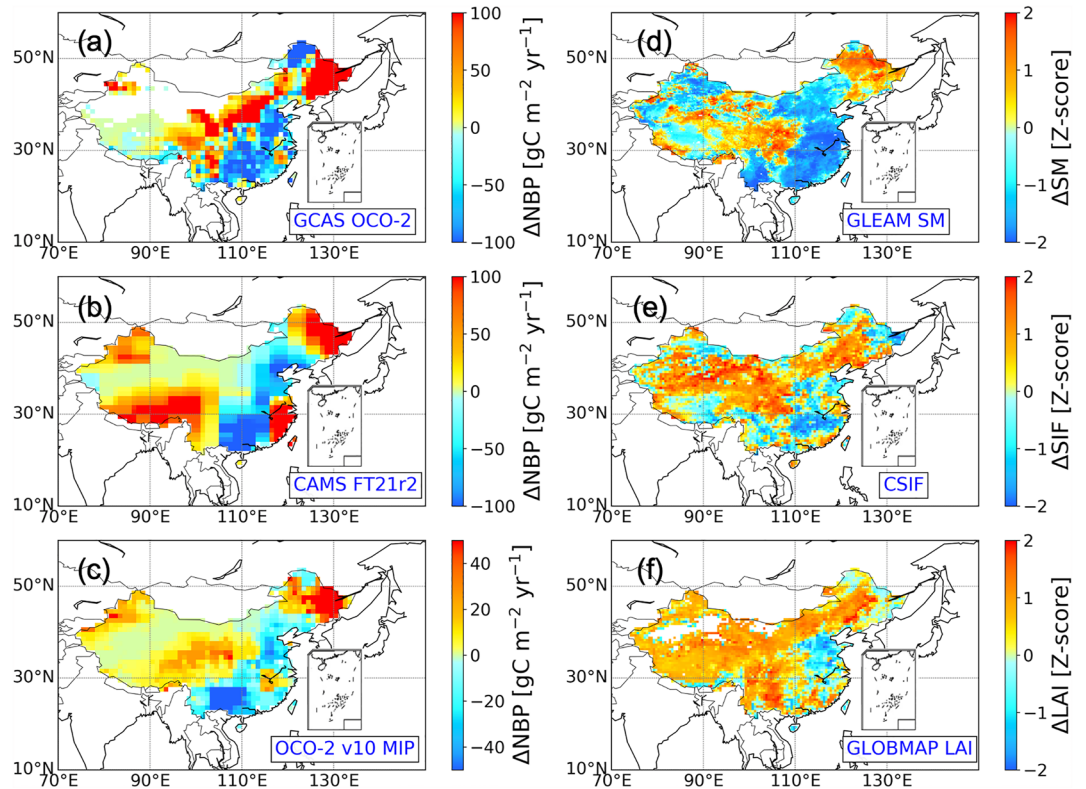 (a)
50°N
30°N
10°N
70°E
90°E
110°E
130°E
GCAS OCO-2
100
50
0
−50
−100
ΔNBP [gC m⁻² yr⁻¹]
(d)
50°N
30°N
10°N
70°E
90°E
110°E
130°E
GLEAM SM
2
1
0
−1
−2
ΔSM [Z-score]
(b)
50°N
30°N
10°N
70°E
90°E
110°E
130°E
CAMS FT21r2
100
50
0
−50
−100
ΔNBP [gC m⁻² yr⁻¹]
(e)
50°N
30°N
10°N
70°E
90°E
110°E
130°E
CSIF
2
1
0
−1
−2
ΔSIF [Z-score]
(c)
50°N
30°N
10°N
70°E
90°E
110°E
130°E
OCO-2 v10 MIP
40
20
0
−20
−40
ΔNBP [gC m⁻² yr⁻¹]
(f)
50°N
30°N
10°N
70°E
90°E
110°E
130°E
GLOBMAP LAI
2
1
0
−1
−2
ΔLAI [Z-score]